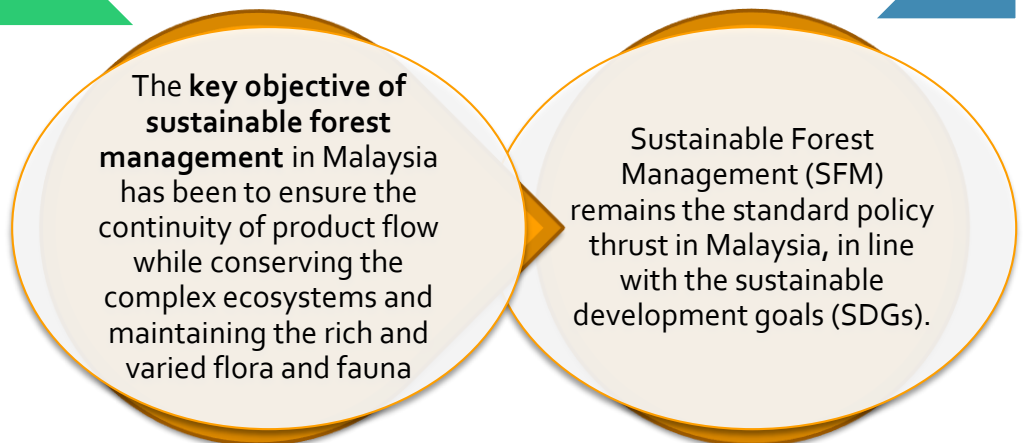 The key objective of
sustainable forest
management in Malaysia
has been to ensure the
continuity of product flow
while conserving the
complex ecosystems and
maintaining the rich and
varied flora and fauna
Sustainable Forest
Management (SFM)
remains the standard policy
thrust in Malaysia, in line
with the sustainable
development goals (SDGs).